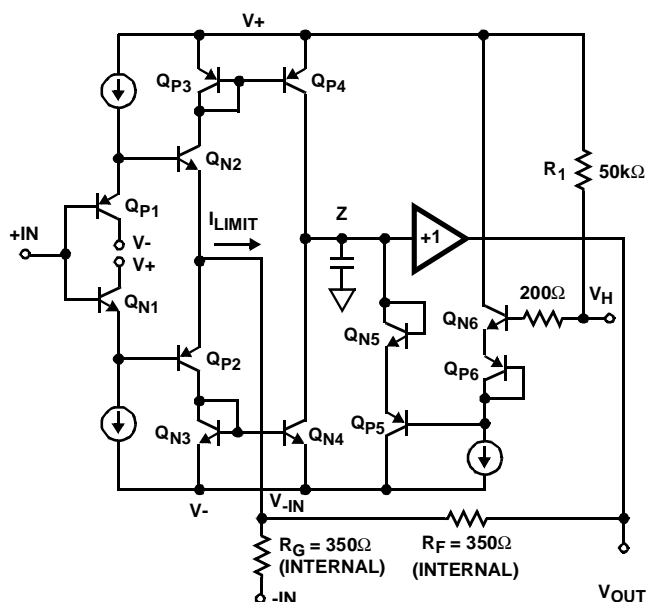 V+
QP3
QP4
QN2
R1
50kΩ
QP1
ILIMIT
Z
+IN
V-
V+
+1
QN1
200Ω
VH
QN5
QN6
QP2
QP6
QN3
QN4
QP5
V-
V-IN
RG = 350Ω
(INTERNAL)
RF = 350Ω
(INTERNAL)
-IN
VOUT